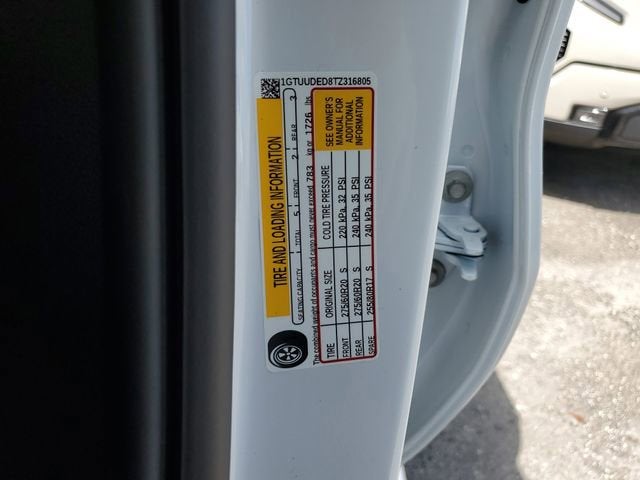 1GTUUDED8TZ316805
TIRE AND LOADING INFORMATION
SEATING CAPACITY TOTAL 5 FRONT 2 REAR 3
The combined weight of occupants and cargo must never exceed 783 kg or 1726 lbs
TIRE ORIGINAL SIZE COLD TIRE PRESSURE
FRONT 275/60R20 S 220 kPa, 32 PSI
REAR 275/60R20 S 240 kPa, 35 PSI
SPARE 255/80R17 S 240 kPa, 35 PSI
SEE OWNER'S
MANUAL FOR
ADDITIONAL
INFORMATION